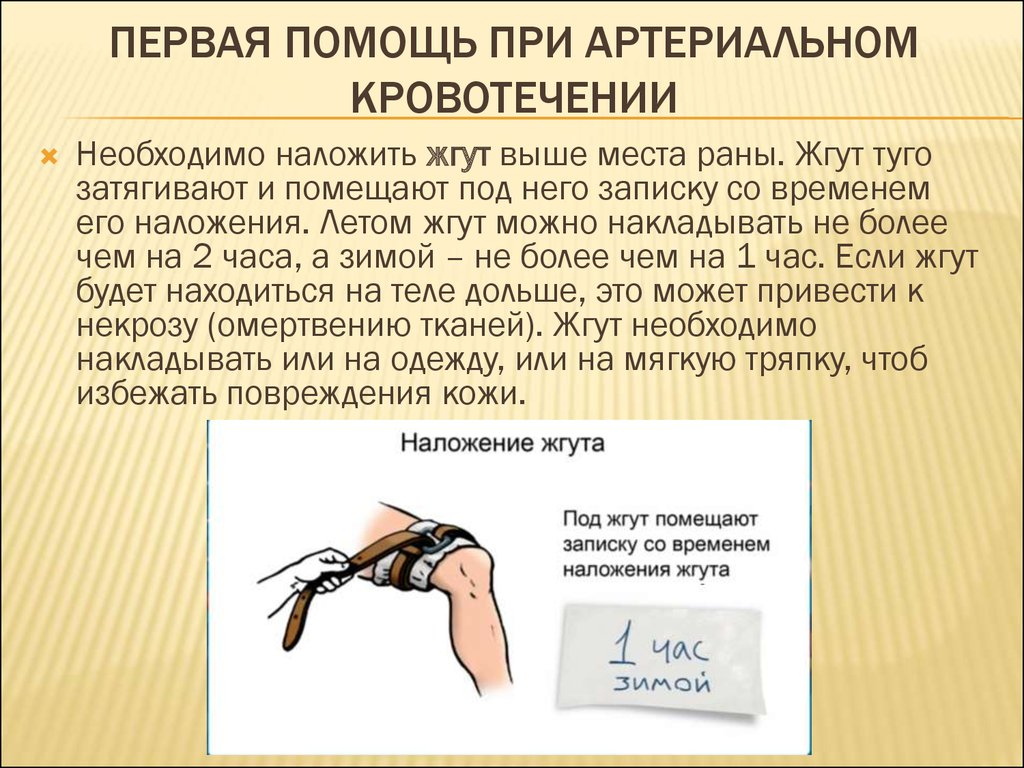 ПЕРВАЯ ПОМОЩЬ ПРИ АРТЕРИАЛЬНОМ
КРОВОТЕЧЕНИИ
Необходимо наложить жгут выше места раны. Жгут туго
затягивают и помещают под него записку со временем
его наложения. Летом жгут можно накладывать не более
чем на 2 часа, а зимой – не более чем на 1 час. Если жгут
будет находиться на теле дольше, это может привести к
некрозу (омертвению тканей). Жгут необходимо
накладывать или на одежду, или на мягкую тряпку, чтоб
избежать повреждения кожи.
Наложение жгута
Под жгут помещают
записку со временем
наложения жгута
1 час
зимой